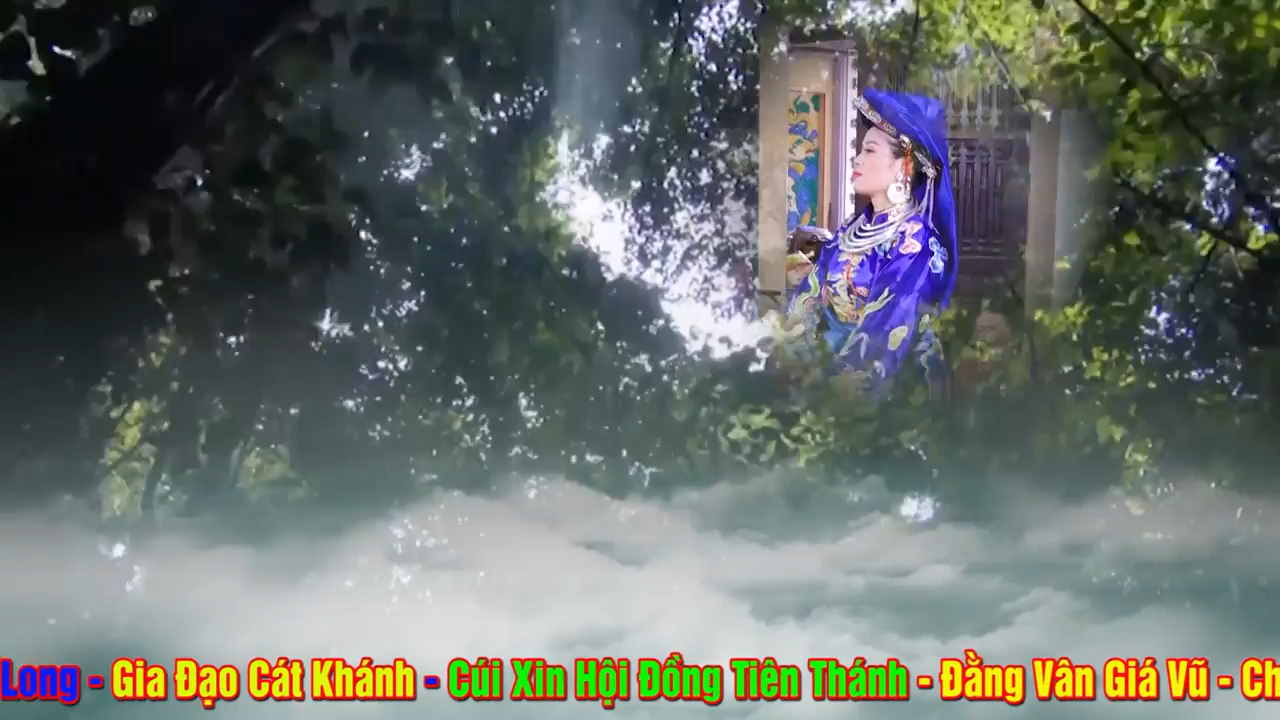 Long - Gia Đạo Cát Khánh - Cúi Xin Hội Đồng Tiên Thánh - Đằng Vân Giá Vũ - Ch